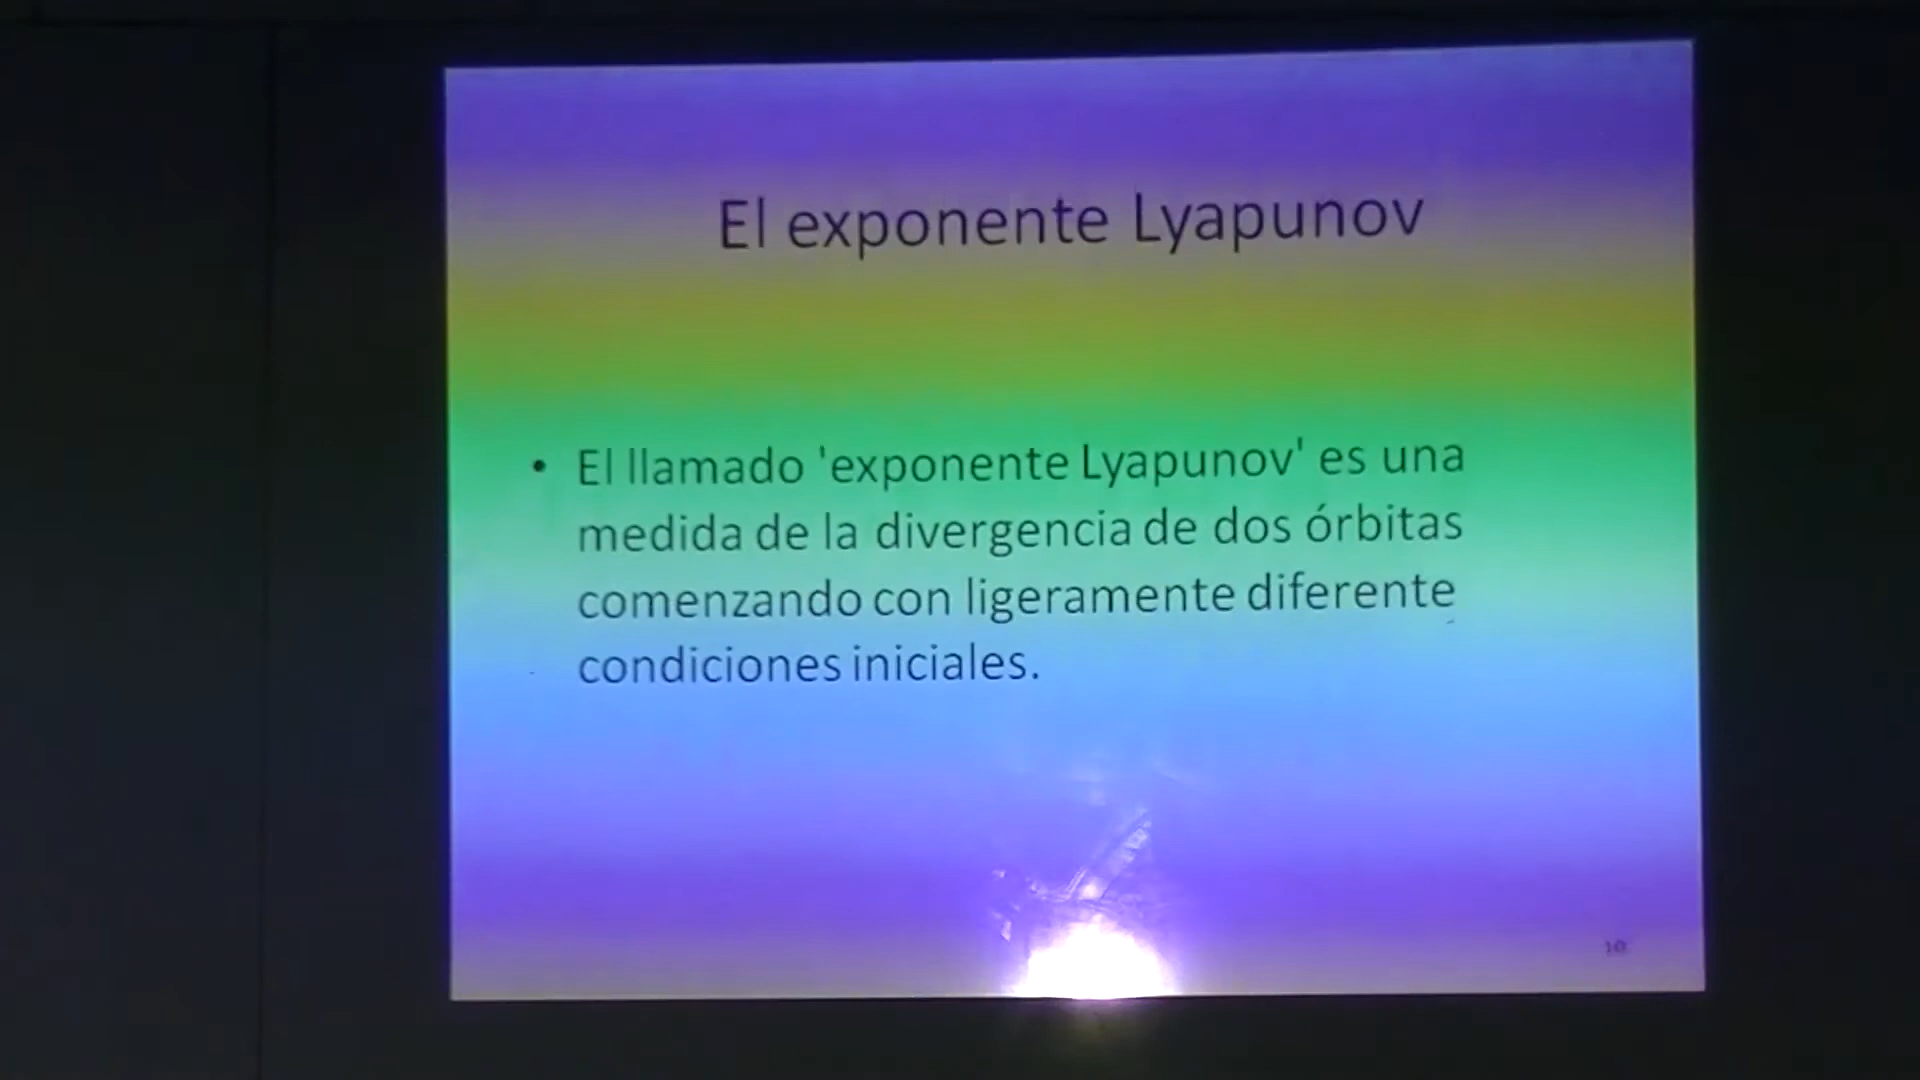 El exponente Lyapunov
• El llamado 'exponente Lyapunov' es una
medida de la divergencia de dos órbitas
comenzando con ligeramente diferente
condiciones iniciales.
10